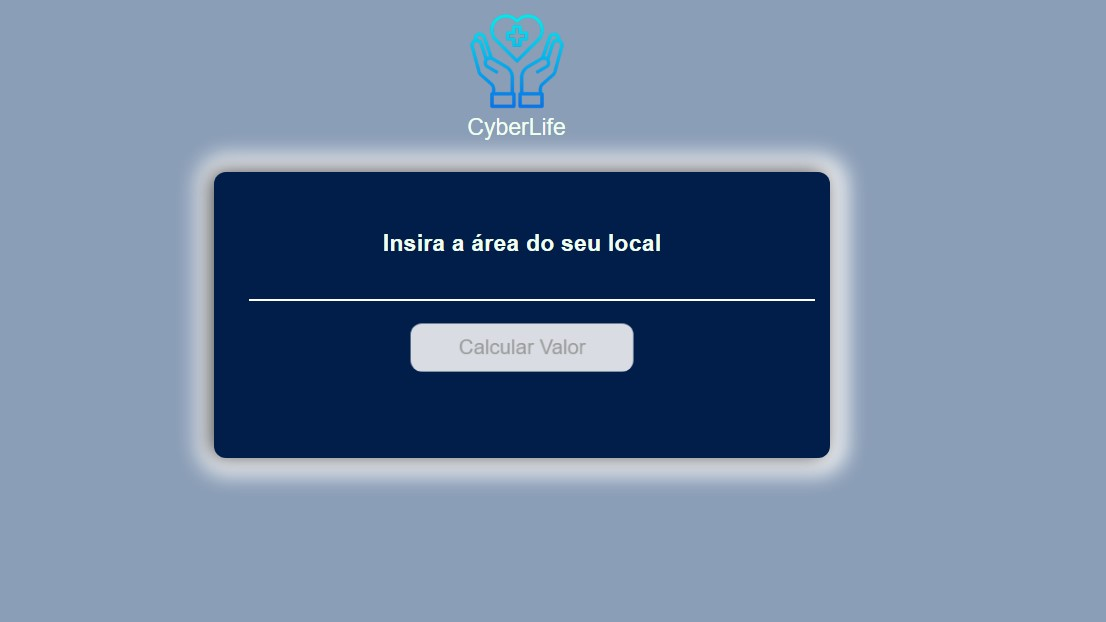 CyberLife
Insira a área do seu local
Calcular Valor